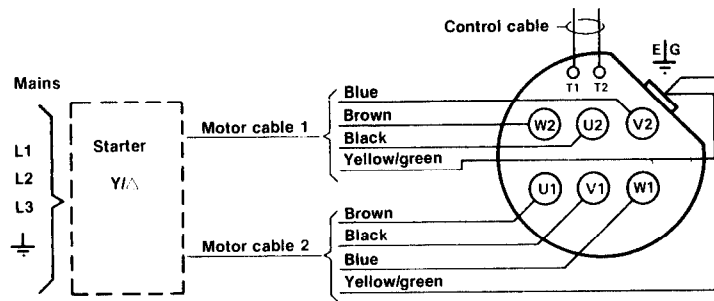 Control cable
E G
T1 T2
Mains
L1
L2
L3
Starter
Y/△
Motor cable 1
Blue
Brown
Black
Yellow/green
W2 U2 V2
U1 V1 W1
Motor cable 2
Brown
Black
Blue
Yellow/green